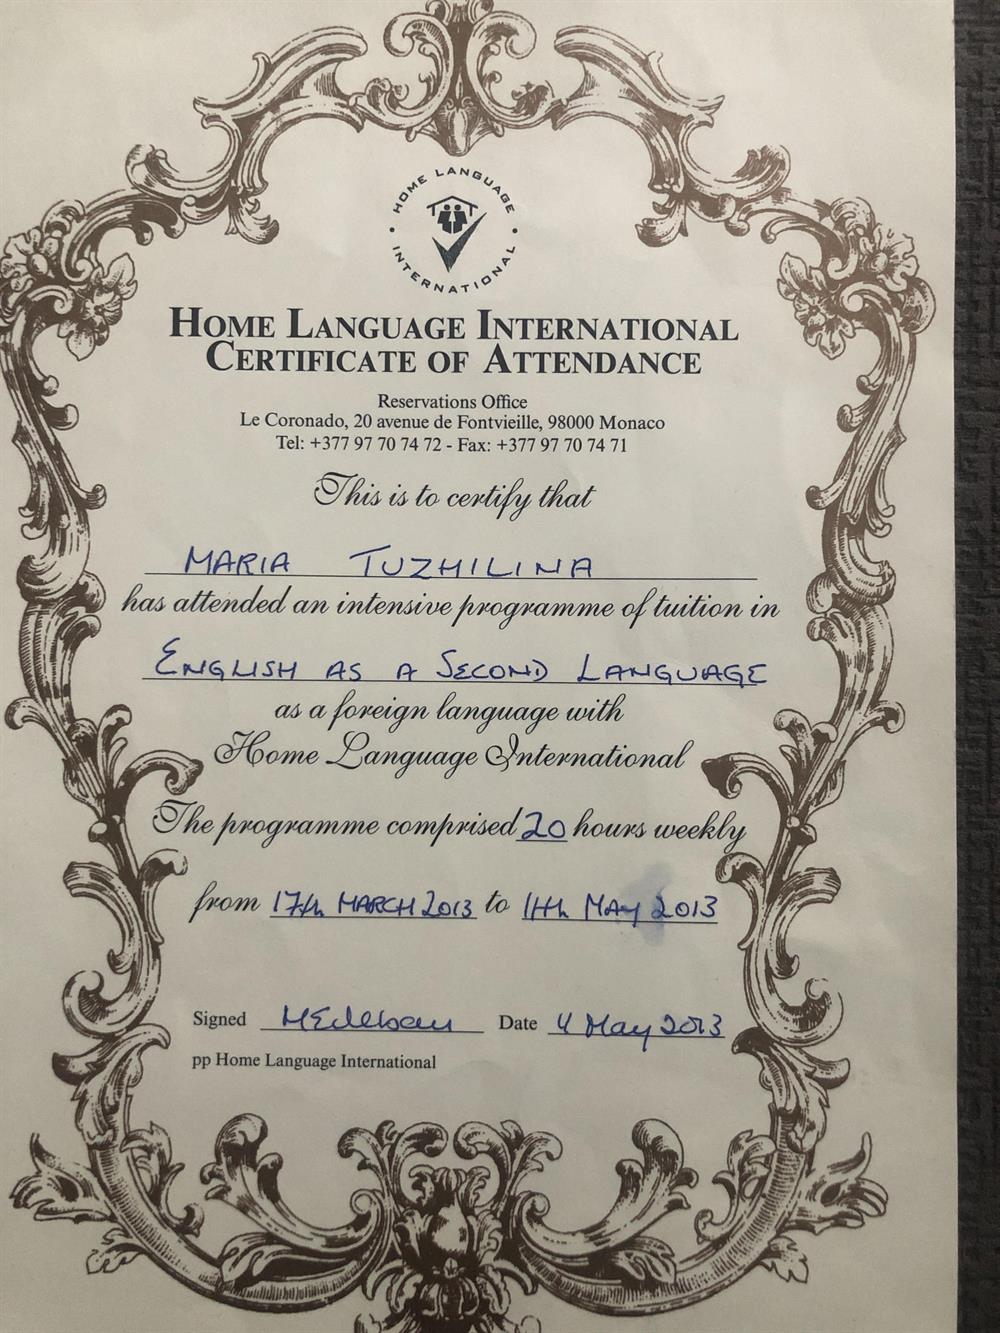 HOME LANGUAGE
INTERNATIONAL
HOME LANGUAGE INTERNATIONAL
CERTIFICATE OF ATTENDANCE
Reservations Office
Le Coronado, 20 avenue de Fontvieille, 98000 Monaco
Tel: +377 97 70 74 72 - Fax: +377 97 70 74 71
This is to certify that
MARIA TUZHILINA
has attended an intensive programme of tuition in
ENGLISH AS A SECOND LANGUAGE
as a foreign language with
Home Language International
The programme comprised 20 hours weekly
from 17th MARCH 2013 to 11th MAY 2013
Signed Date 4 May 2013
pp Home Language International